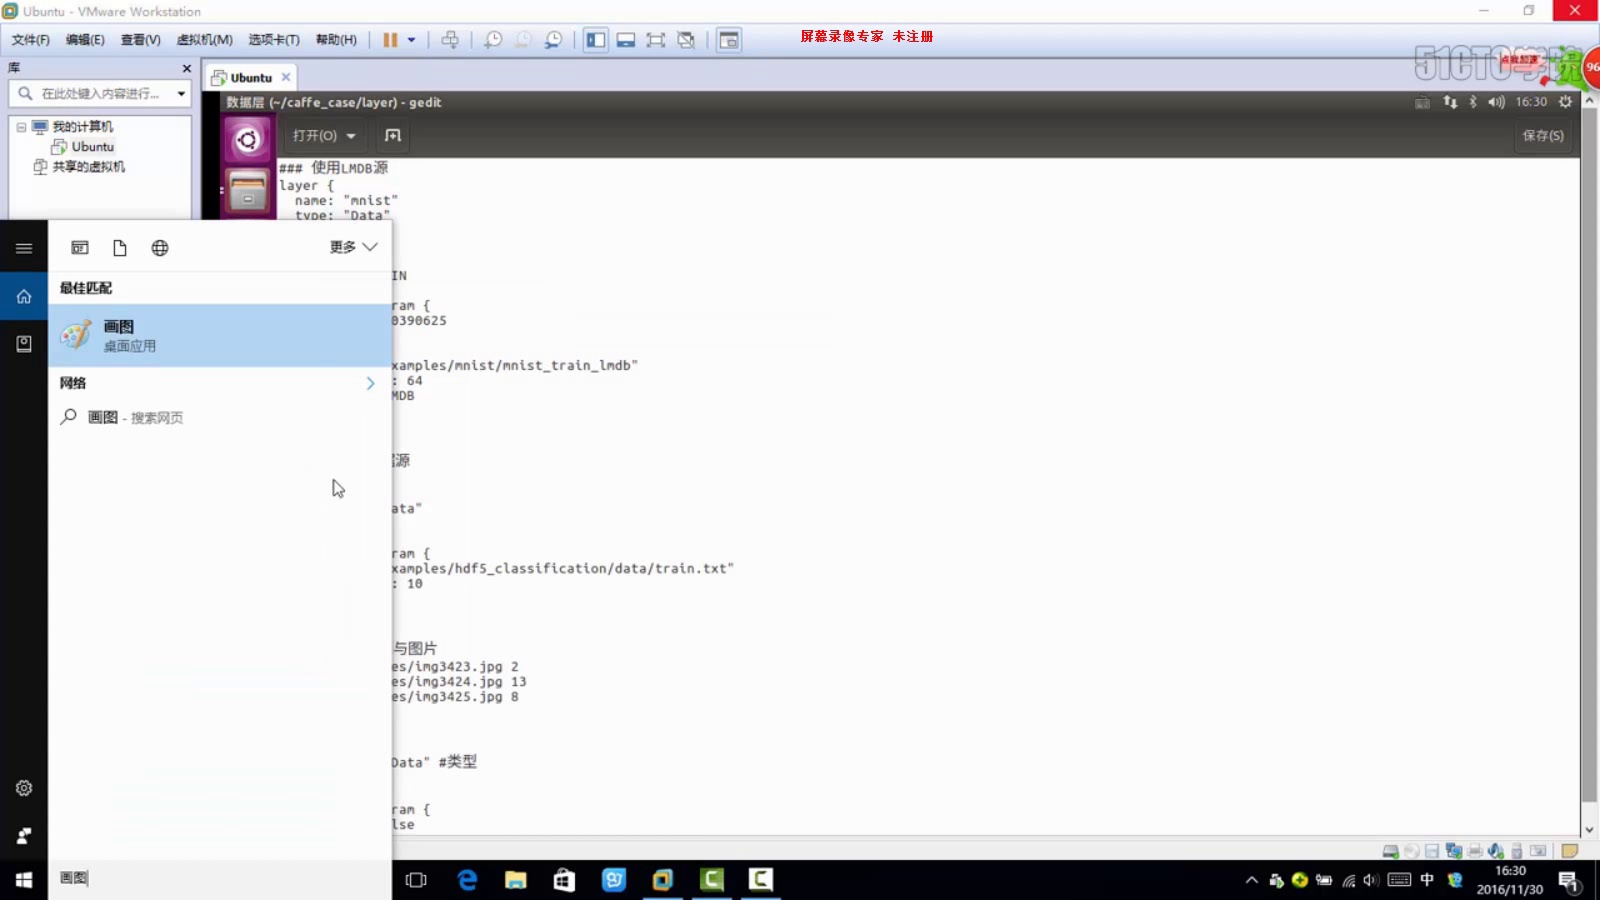 Ubuntu - VMware Workstation
文件(F) 编辑(E) 查看(V) 虚拟机(M) 选项卡(T) 帮助(H)
屏幕录像专家 未注册
51CTO学院
点我加速
96
库
在此处键入内容进行...
我的计算机
Ubuntu
共享的虚拟机
Ubuntu
数据层 (~/caffe_case/layer) - gedit
16:30
打开(O)
保存(S)
### 使用LMDB源
layer {
name: "mnist"
type: "Data"
IN
ram {
0390625
xamples/mnist/mnist_train_lmdb"
: 64
MDB
源
ata"
ram {
xamples/hdf5_classification/data/train.txt"
: 10
与图片
es/img3423.jpg 2
es/img3424.jpg 13
es/img3425.jpg 8
Data" #类型
ram {
lse
更多
最佳匹配
画图
桌面应用
网络
画图 - 搜索网页
画图
中
16:30
2016/11/30
1